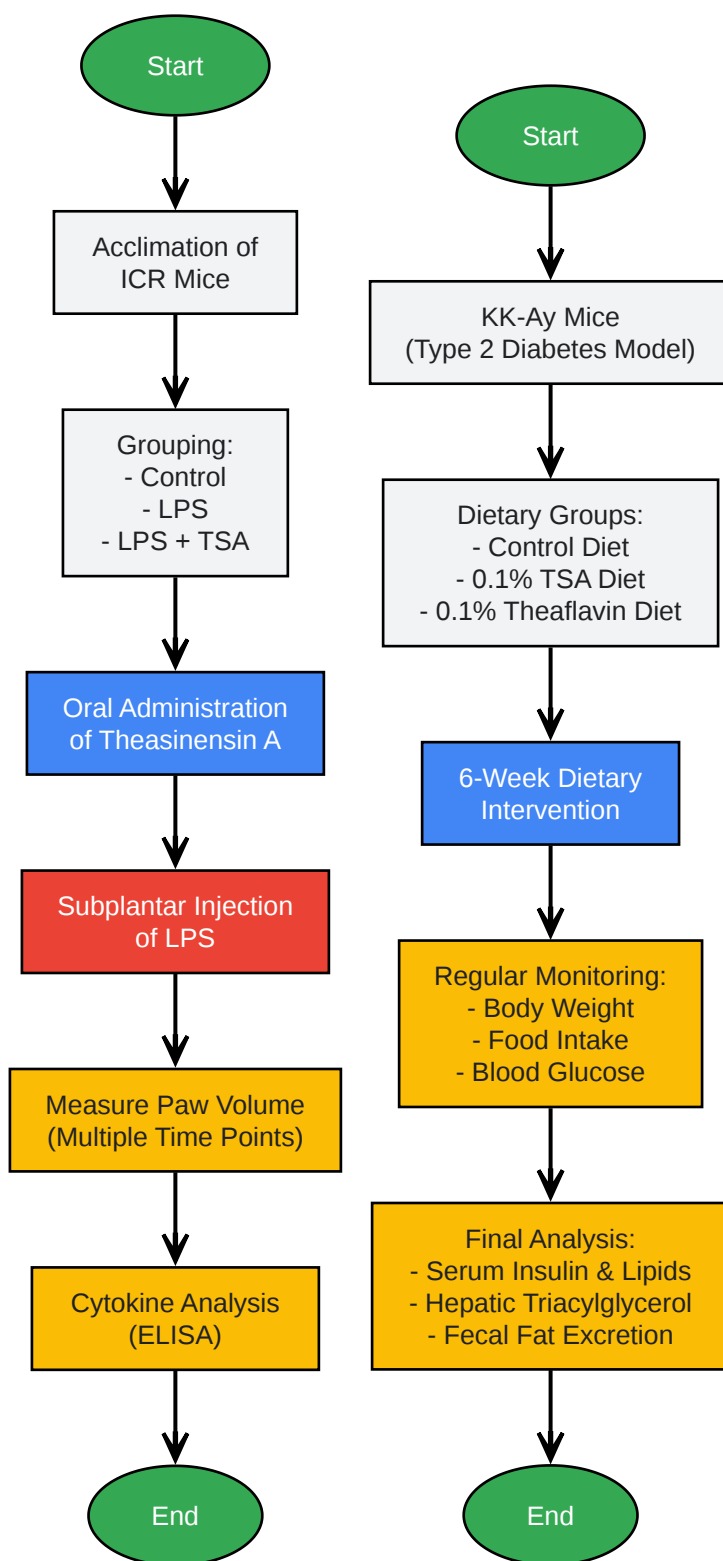 Start
Acclimation of
ICR Mice
Grouping:
- Control
- LPS
- LPS + TSA
Oral Administration
of Theasinensin A
Subplantar Injection
of LPS
Measure Paw Volume
(Multiple Time Points)
Cytokine Analysis
(ELISA)
End
Start
KK-Ay Mice
(Type 2 Diabetes Model)
Dietary Groups:
- Control Diet
- 0.1% TSA Diet
- 0.1% Theaflavin Diet
6-Week Dietary
Intervention
Regular Monitoring:
- Body Weight
- Food Intake
- Blood Glucose
Final Analysis:
- Serum Insulin & Lipids
- Hepatic Triacylglycerol
- Fecal Fat Excretion
End